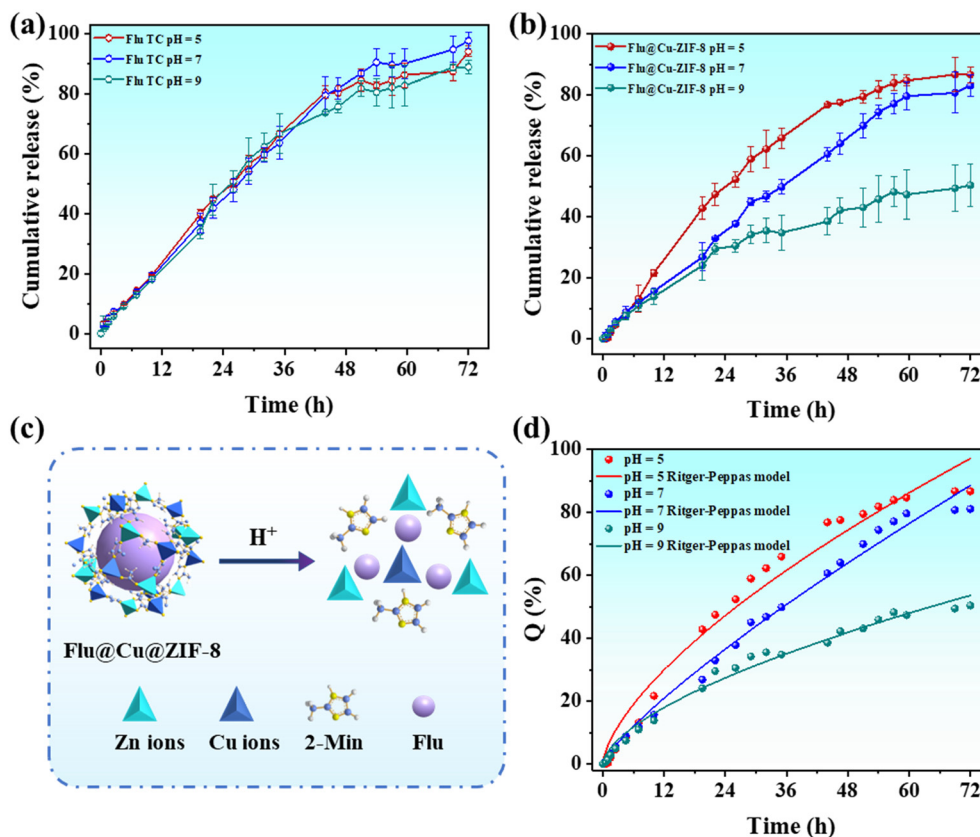 (a)
Flu TC pH = 5
Flu TC pH = 7
Flu TC pH = 9
Cumulative release (%)
100
80
60
40
20
0
0 12 24 36 48 60 72
Time (h)
(b)
Flu@Cu-ZIF-8 pH = 5
Flu@Cu-ZIF-8 pH = 7
Flu@Cu-ZIF-8 pH = 9
Cumulative release (%)
100
80
60
40
20
0
0 12 24 36 48 60 72
Time (h)
(c)
H⁺
Flu@Cu@ZIF-8
Zn ions Cu ions 2-Min Flu
(d)
pH = 5
pH = 5 Ritger-Peppas model
pH = 7
pH = 7 Ritger-Peppas model
pH = 9
pH = 9 Ritger-Peppas model
Q (%)
100
80
60
40
20
0
0 12 24 36 48 60 72
Time (h)